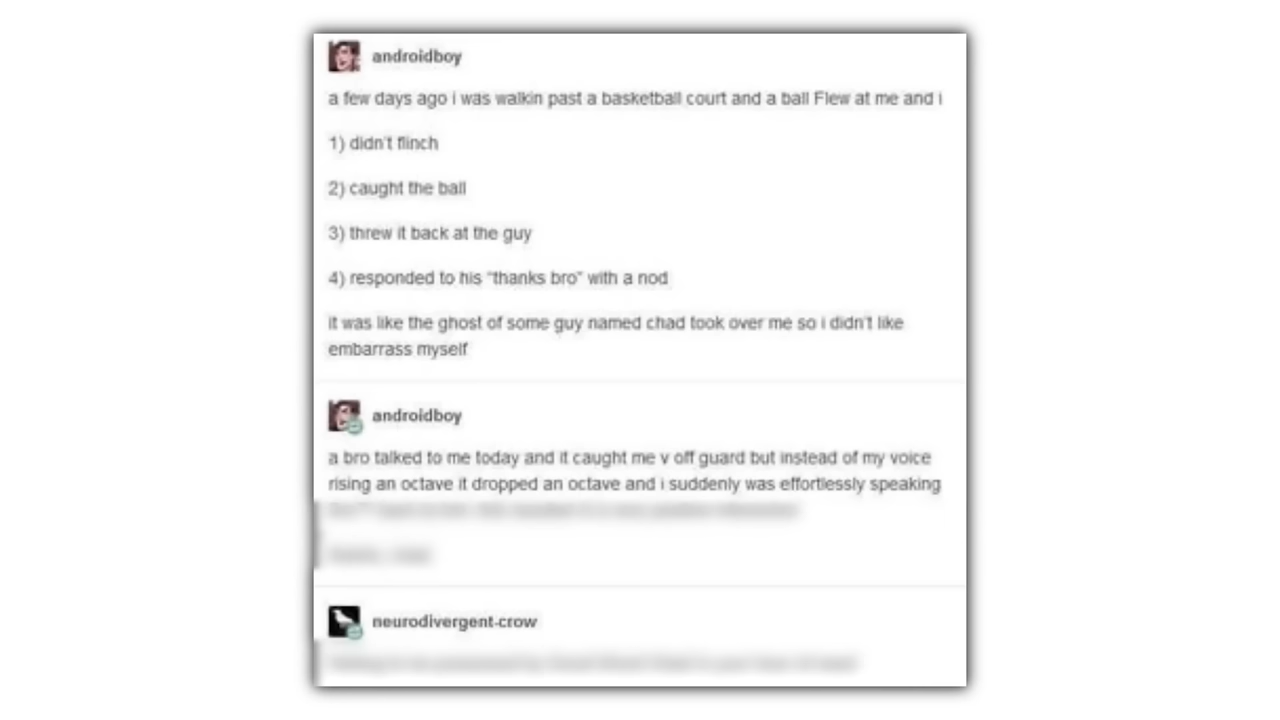 androidboy
a few days ago i was walkin past a basketball court and a ball Flew at me and i
1) didn't flinch
2) caught the ball
3) threw it back at the guy
4) responded to his "thanks bro" with a nod
it was like the ghost of some guy named chad took over me so i didn't like
embarrass myself
androidboy
a bro talked to me today and it caught me v off guard but instead of my voice
rising an octave it dropped an octave and i suddenly was effortlessly speaking
neurodivergent-crow